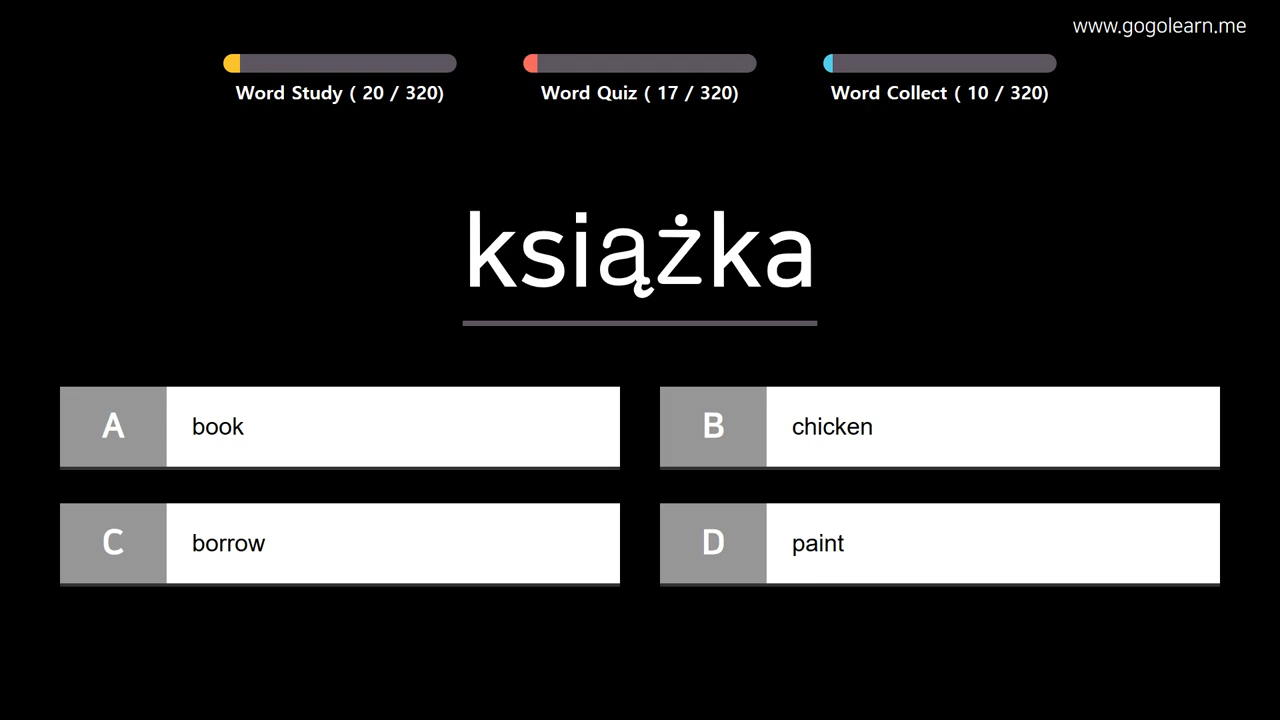 www.gogolearn.me
Word Study ( 20 / 320)
Word Quiz ( 17 / 320)
Word Collect ( 10 / 320)
książka
A book
B chicken
C borrow
D paint